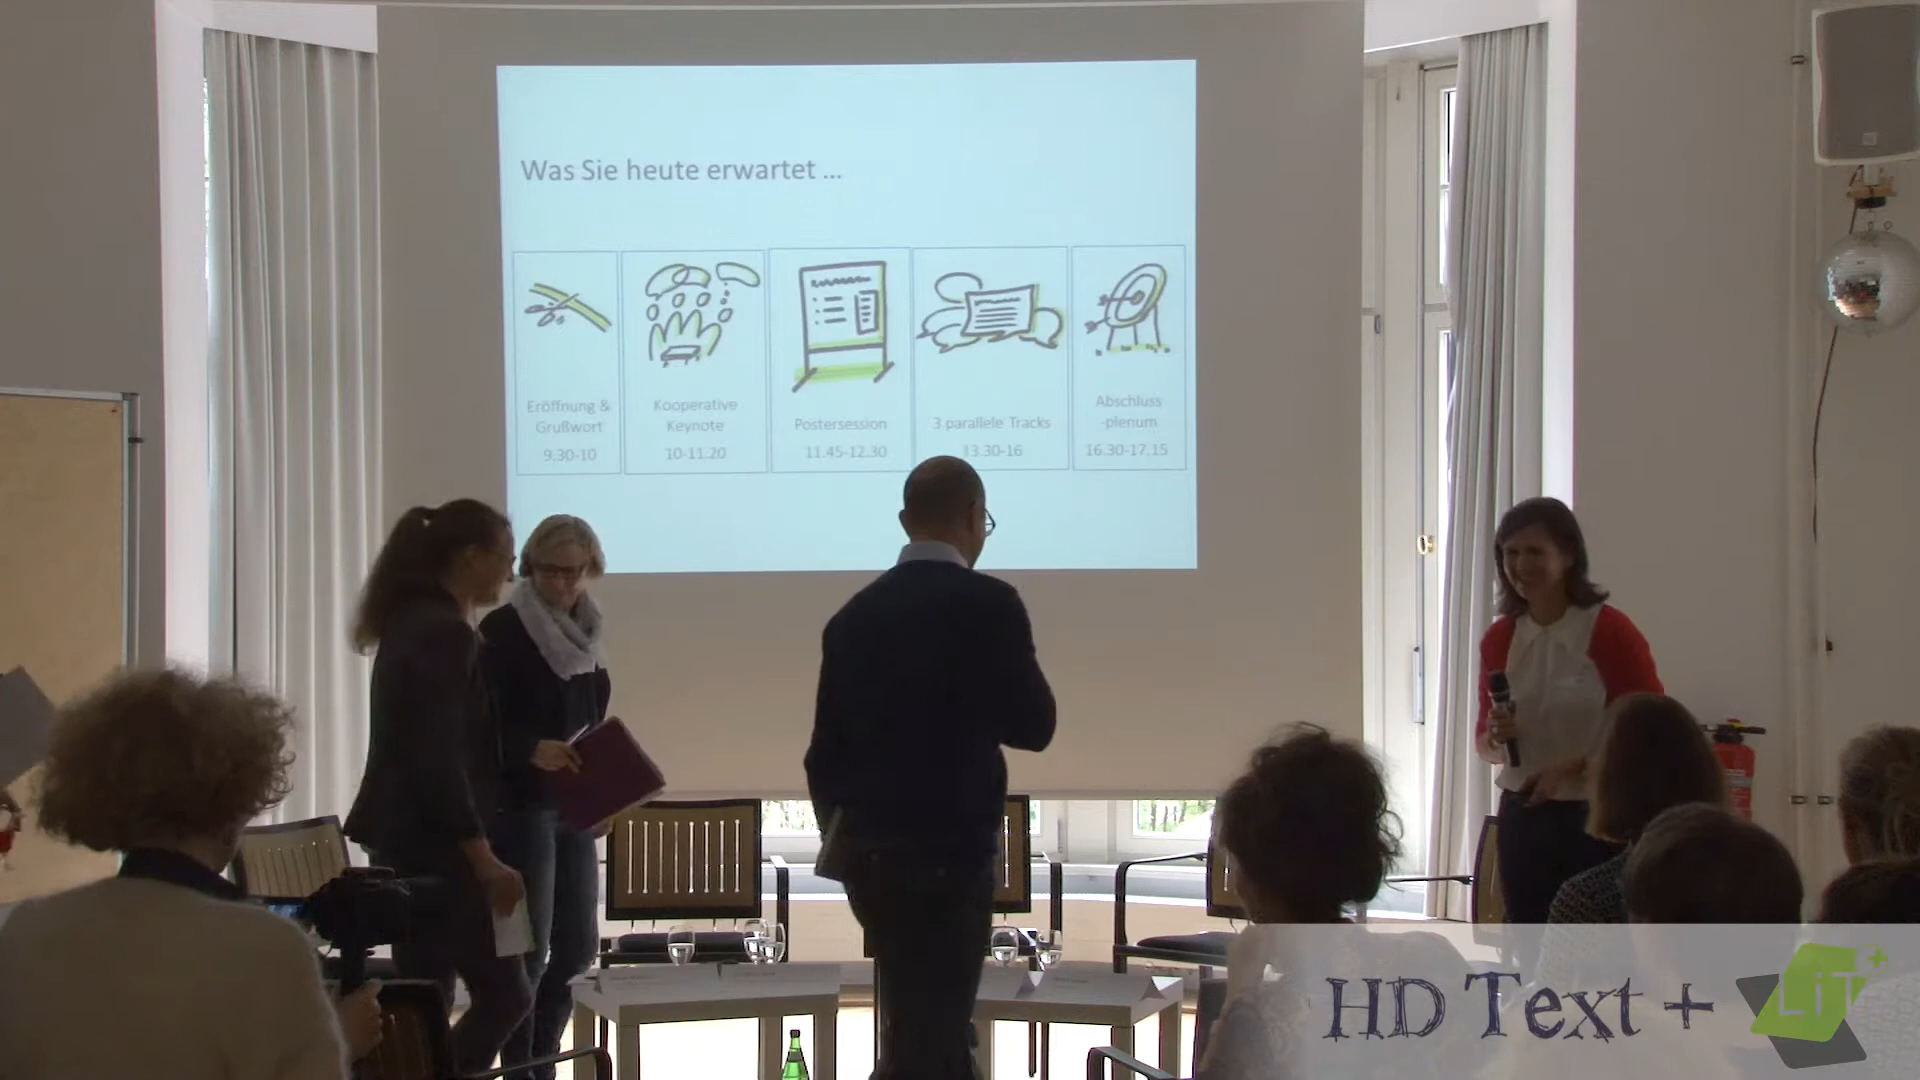 Was Sie heute erwartet ...
Eröffnung &
Grußwort
9.30-10
Kooperative
Keynote
10-11.20
Postersession
11.45-12.30
3 parallele Tracks
13.30-16
Abschluss
-plenum
16.30-17.15
HD Text +
LiT+